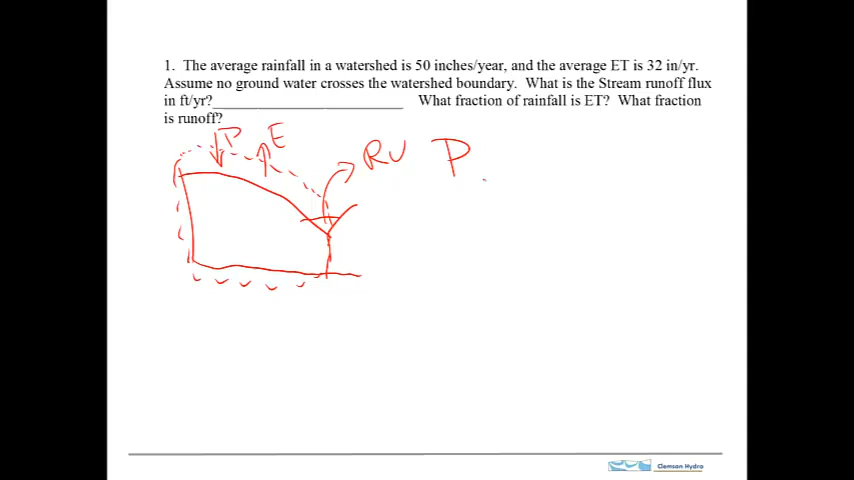 1. The average rainfall in a watershed is 50 inches/year, and the average ET is 32 in/yr.
Assume no ground water crosses the watershed boundary. What is the Stream runoff flux
in ft/yr?______________________________ What fraction of rainfall is ET? What fraction
is runoff?
P E
RU P
Clemson Hydro